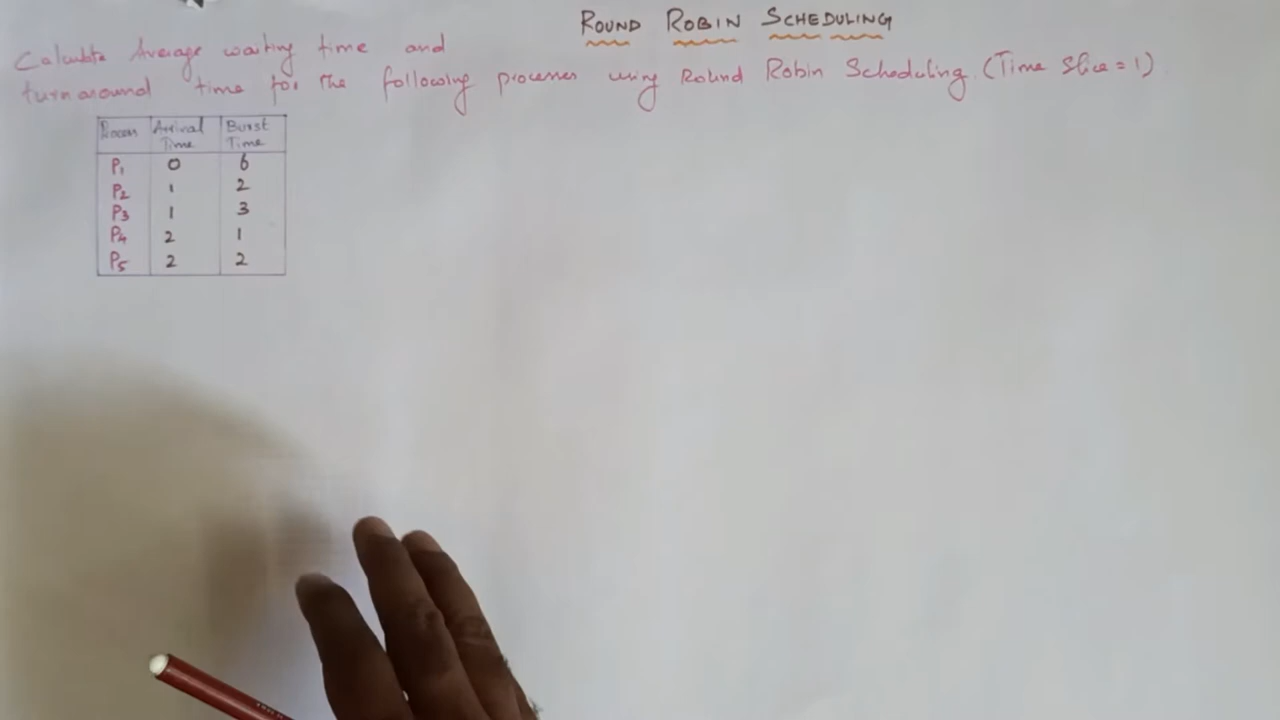 ROUND ROBIN SCHEDULING
Calculate Average waiting time and
turnaround time for the following processes using Round Robin Scheduling. (Time Slice = 1)
Process Arrival Time Burst Time
P1 0 6
P2 1 2
P3 1 3
P4 2 1
P5 2 2